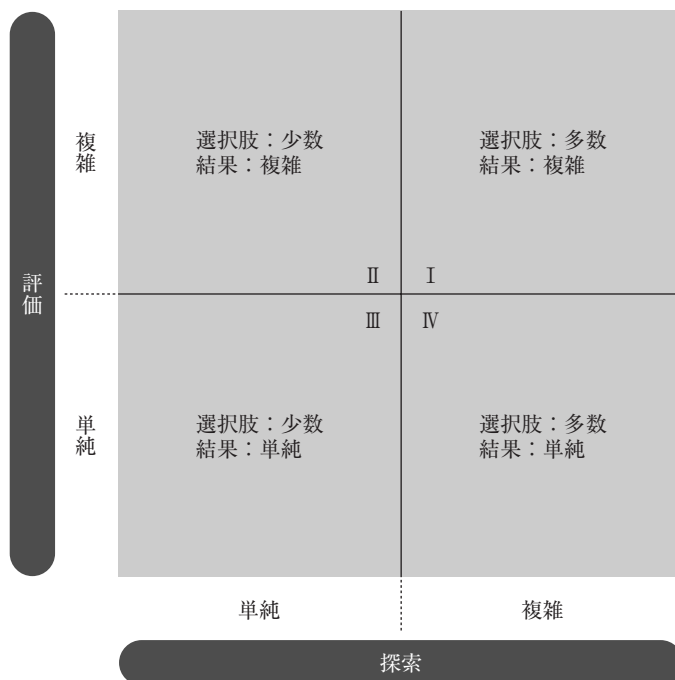 複雑
選択肢：少数
結果：複雑
選択肢：多数
結果：複雑
Ⅱ
Ⅰ
評価
Ⅲ
Ⅳ
単純
選択肢：少数
結果：単純
選択肢：多数
結果：単純
単純
複雑
探索